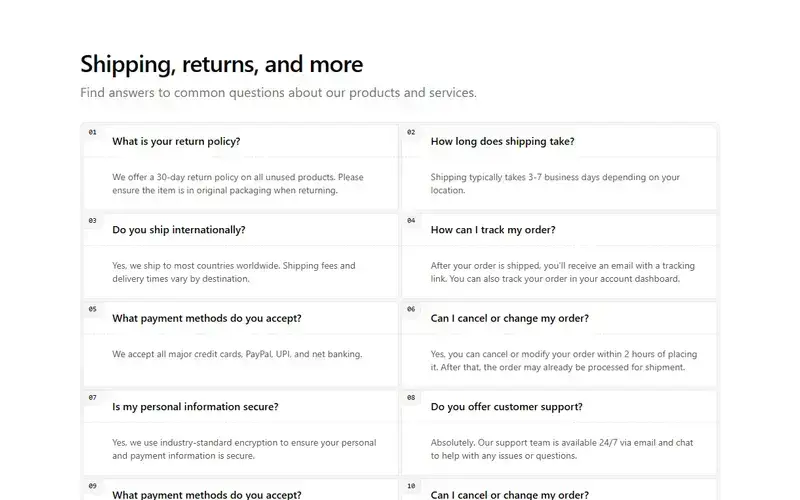 Shipping, returns, and more
Find answers to common questions about our products and services.
01
What is your return policy?
We offer a 30-day return policy on all unused products. Please
ensure the item is in original packaging when returning.
02
How long does shipping take?
Shipping typically takes 3-7 business days depending on your
location.
03
Do you ship internationally?
Yes, we ship to most countries worldwide. Shipping fees and
delivery times vary by destination.
04
How can I track my order?
After your order is shipped, you'll receive an email with a tracking
link. You can also track your order in your account dashboard.
05
What payment methods do you accept?
We accept all major credit cards, PayPal, UPI, and net banking.
06
Can I cancel or change my order?
Yes, you can cancel or modify your order within 2 hours of placing
it. After that, the order may already be processed for shipment.
07
Is my personal information secure?
Yes, we use industry-standard encryption to ensure your personal
and payment information is secure.
08
Do you offer customer support?
Absolutely. Our support team is available 24/7 via email and chat
to help with any issues or questions.
09
What payment methods do you accept?
10
Can I cancel or change my order?